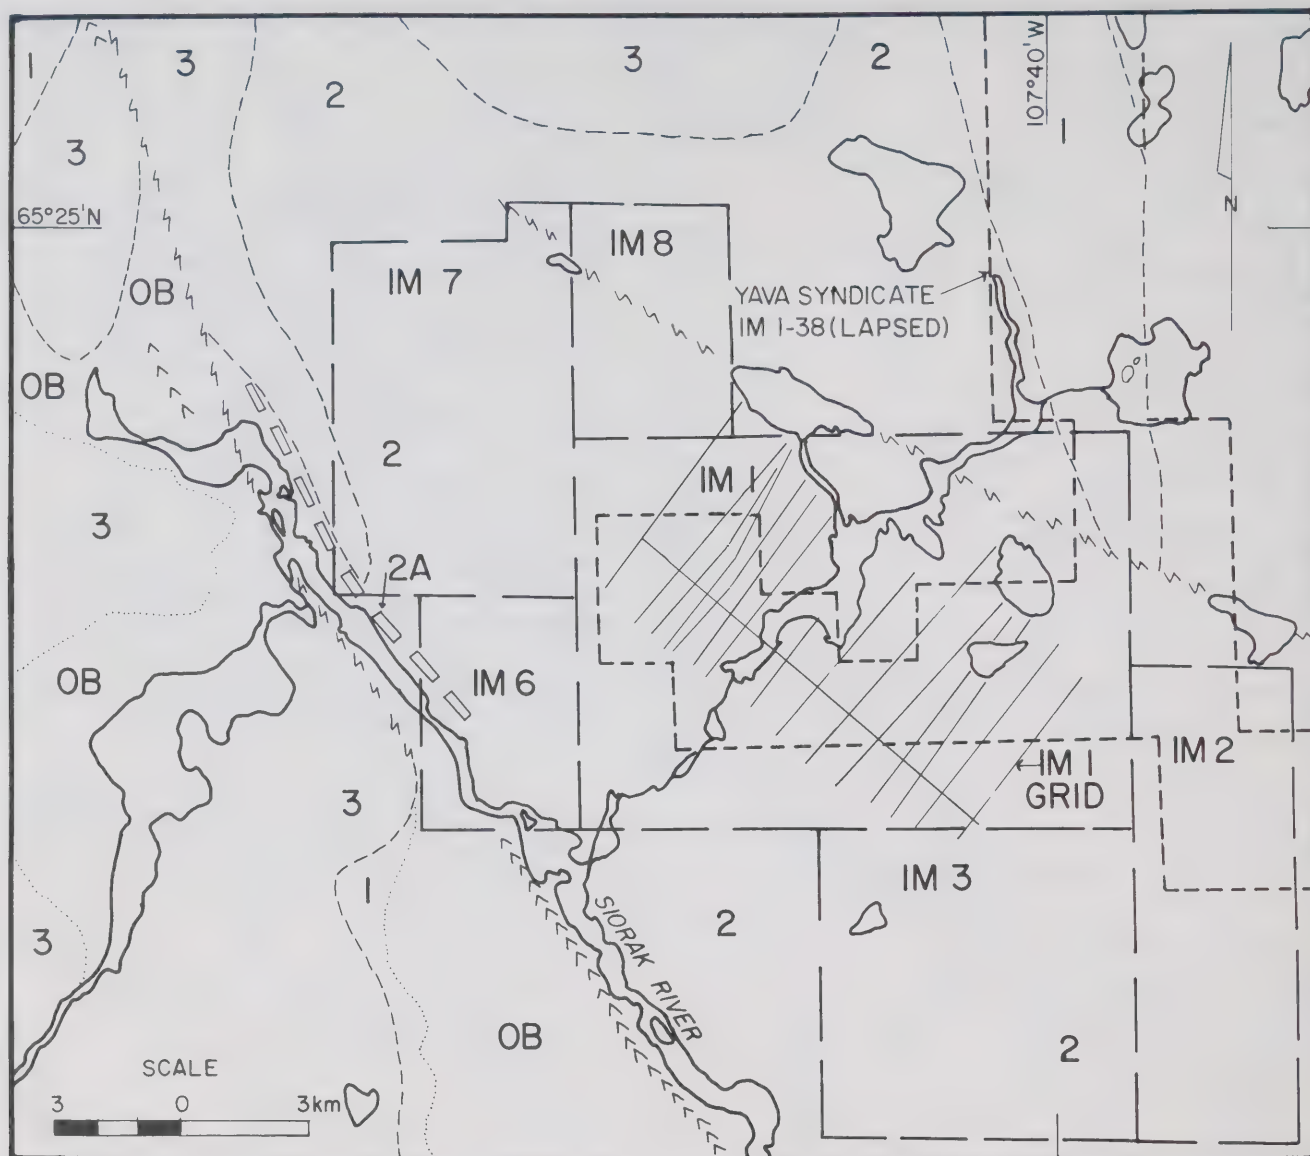 1
3
2
3
2
107°40'W
1
3
65°25'N
N
IM 8
IM 7
OB
YAVA SYNDICATE
IM 1-38 (LAPSED)
OB
2
IM 1
3
2A
OB
IM 6
IM 2
IM 1
GRID
3
1
IM 3
2
3
SIORAK RIVER
OB
2
SCALE
3 0 3km